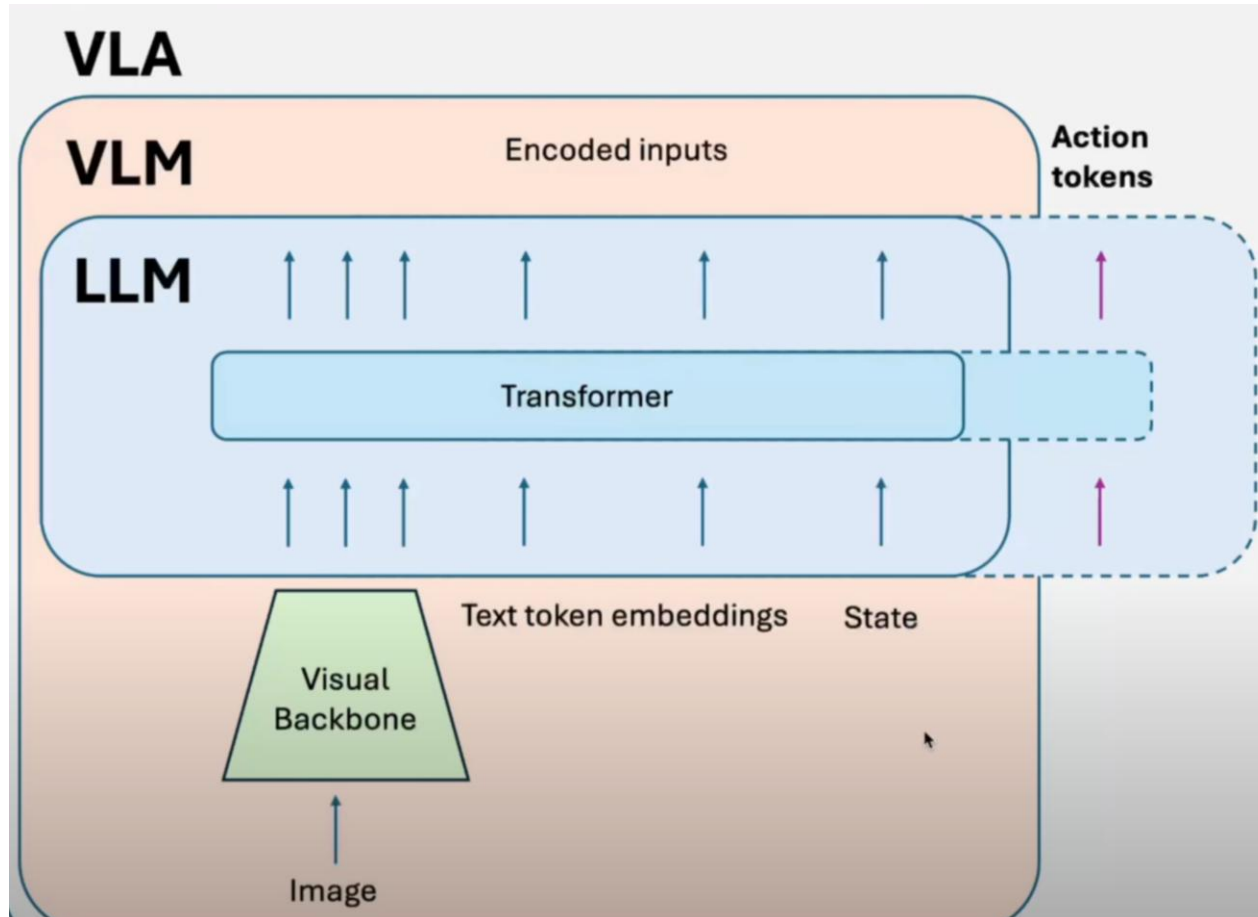 VLA
VLM
Encoded inputs
Action
tokens
LLM
Transformer
Text token embeddings
State
Visual
Backbone
Image